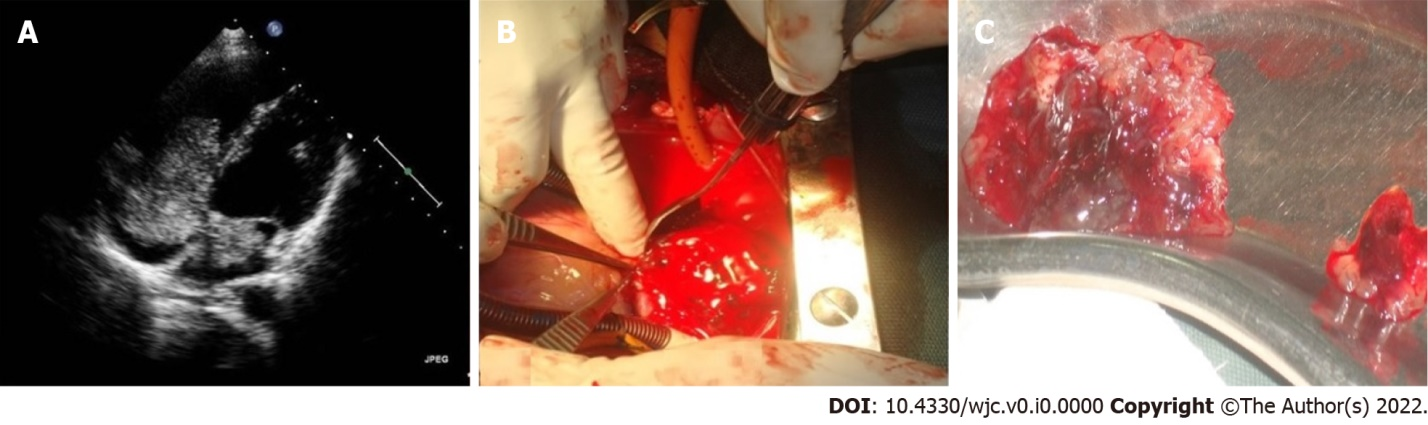 A
B
C
P
JPEG
DOI: 10.4330/wjc.v0.i0.0000 Copyright ©The Author(s) 2022.